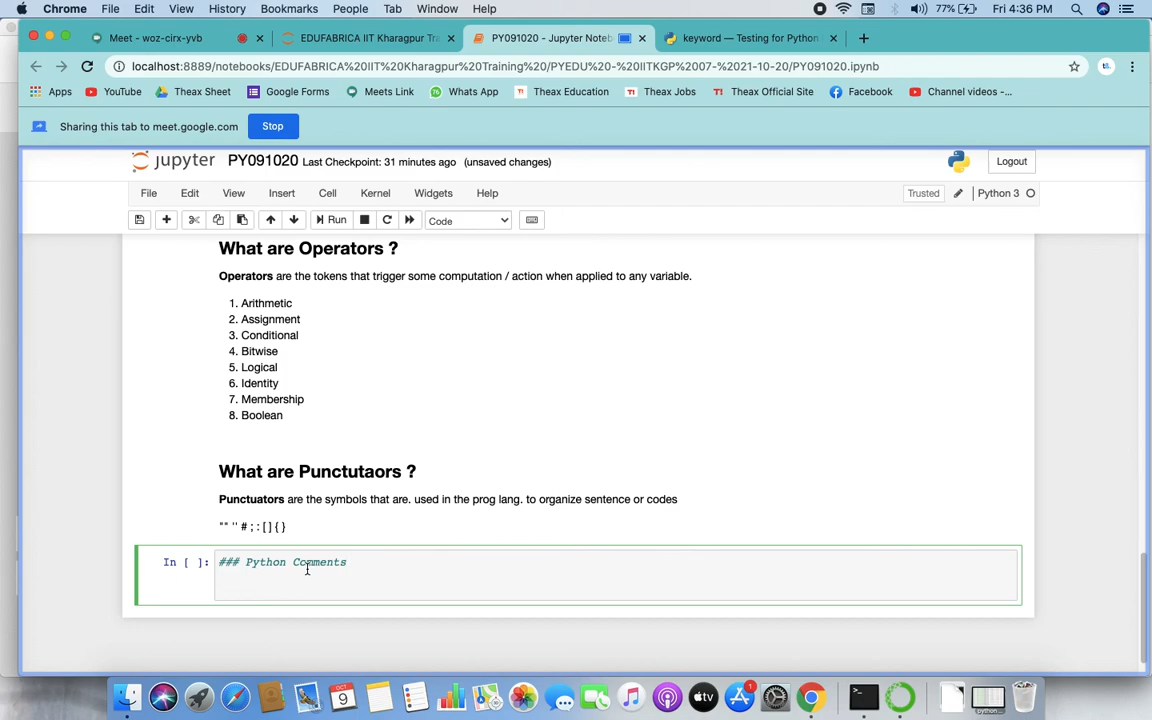 Chrome File Edit View History Bookmarks People Tab Window Help 77% Fri 4:36 PM
Meet - woz-cirx-yvb EDUFABRICA IIT Kharagpur Tra PY091020 - Jupyter Noteb keyword — Testing for Python
localhost:8889/notebooks/EDUFABRICA%20IIT%20Kharagpur%20Training%20/PYEDU%20-%20IITKGP%2007-%2021-10-20/PY091020.ipynb
Apps YouTube Theax Sheet Google Forms Meets Link Whats App Theax Education Theax Jobs Theax Official Site Facebook Channel videos -...
Sharing this tab to meet.google.com Stop
jupyter PY091020 Last Checkpoint: 31 minutes ago (unsaved changes) Logout
File Edit View Insert Cell Kernel Widgets Help Trusted Python 3
Run Code
What are Operators ?
Operators are the tokens that trigger some computation / action when applied to any variable.
1. Arithmetic
2. Assignment
3. Conditional
4. Bitwise
5. Logical
6. Identity
7. Membership
8. Boolean
What are Punctutaors ?
Punctuators are the symbols that are. used in the prog lang. to organize sentence or codes
"" '' # ; : [ ] { }
In [ ]: ### Python Comments